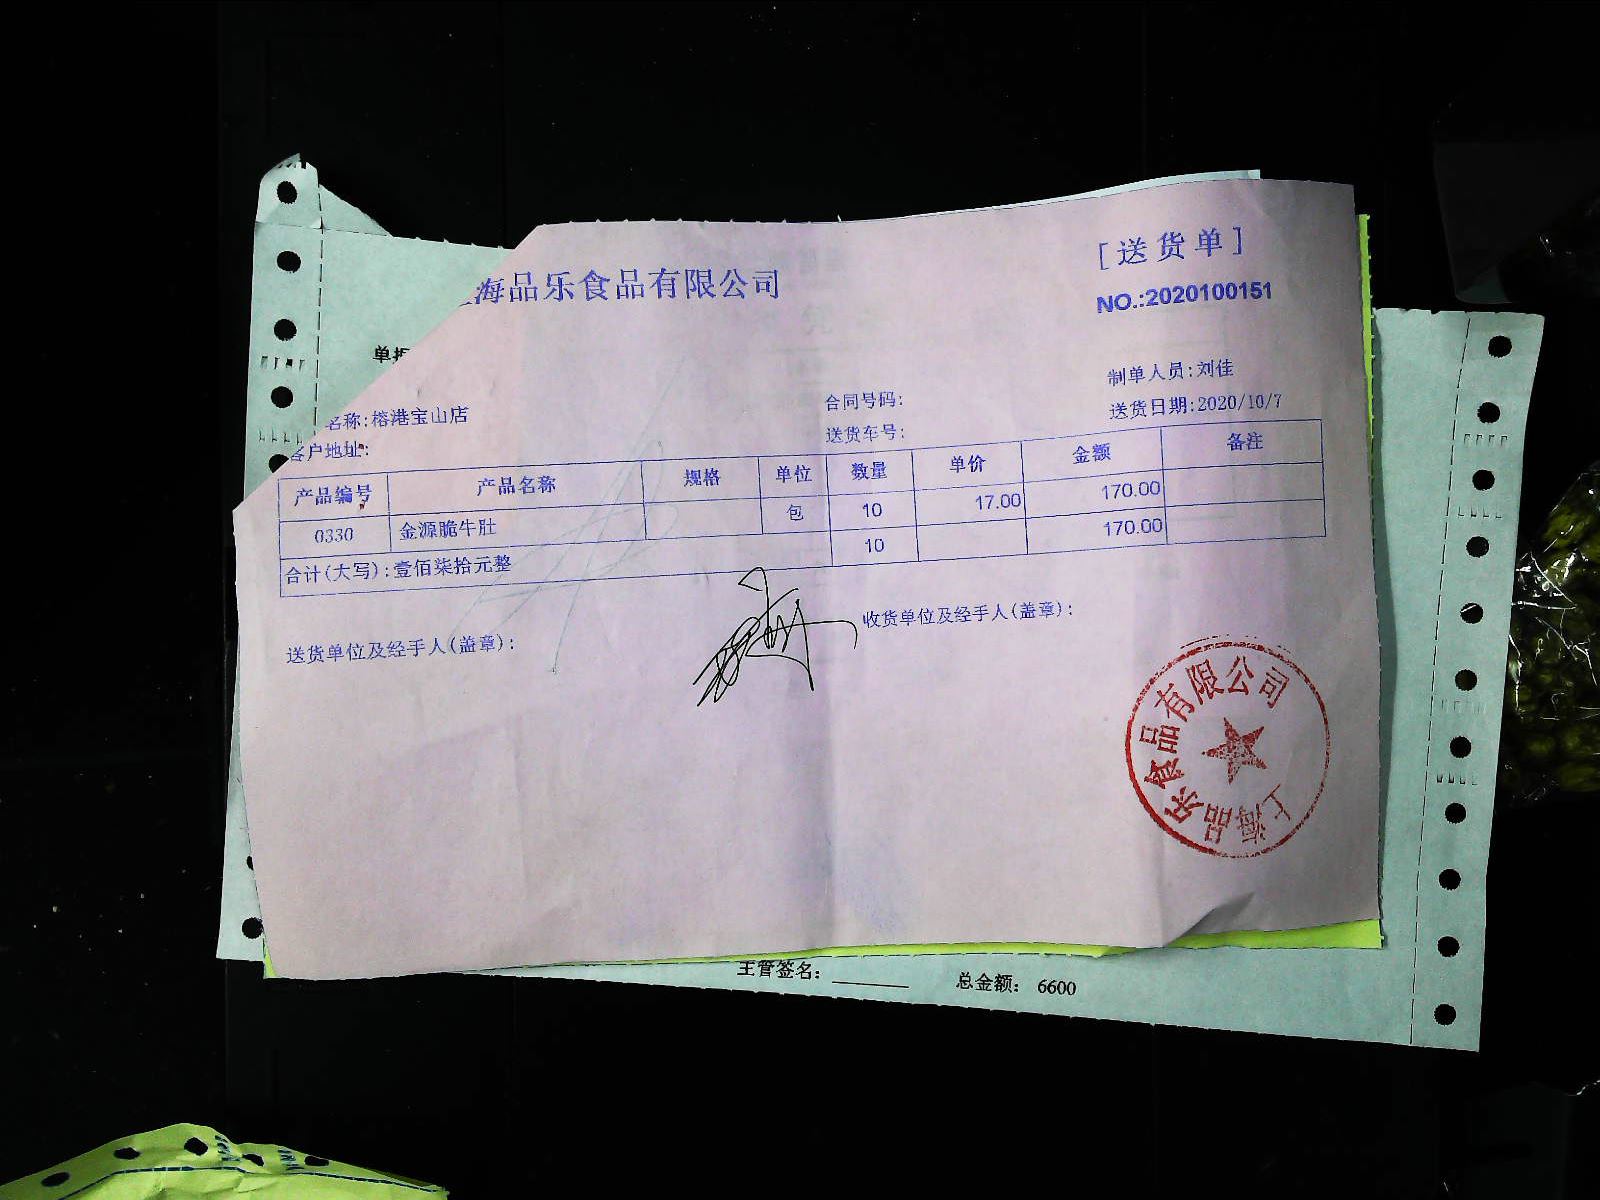 海品乐食品有限公司
[送货单]
NO.:2020100151
单据
制单人员:刘佳
名称:榕港宝山店
合同号码:
送货日期:2020/10/7
客户地址:
送货车号:
产品编号 产品名称 规格 单位 数量 单价 金额 备注
0330 金源脆牛肚 包 10 17.00 170.00
合计(大写):壹佰柒拾元整 10 170.00
送货单位及经手人(盖章):
收货单位及经手人(盖章):
上海品乐食品有限公司
主管签名:
总金额: 6600